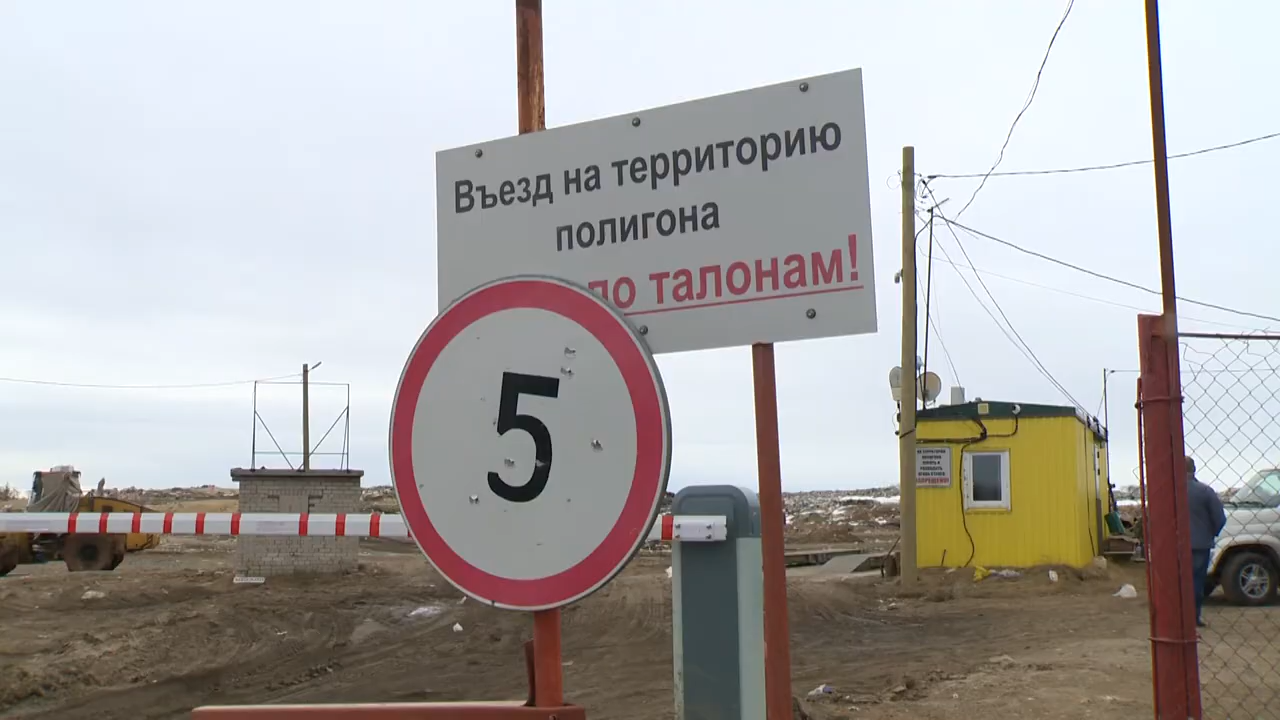 Въезд на территорию
полигона
по талонам!
5